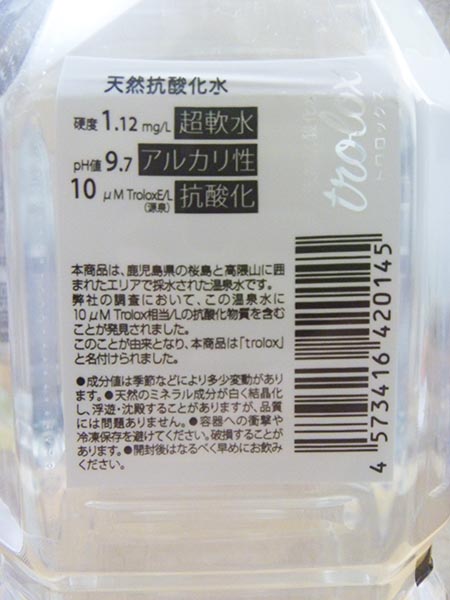 天然抗酸化水
硬度 1.12 mg/L 超軟水
pH値 9.7 アルカリ性
10 μM TroloxE/L (源泉) 抗酸化
trolox
トロロックス
本商品は、鹿児島県の桜島と高隈山に囲
まれたエリアで採水された温泉水です。
弊社の調査において、この温泉水に
10μM Trolox相当/Lの抗酸化物質を含む
ことが発見されました。
このことが由来となり、本商品は「trolox」
と名付けられました。
●成分値は季節などにより多少変動があり
ます。●天然のミネラル成分が白く結晶化
し、浮遊・沈殿することがありますが、品質
には問題ありません。●容器への衝撃や
冷凍保存を避けてください。破損することが
あります。●開封後はなるべく早めにお飲み
ください。
4 573416 420145